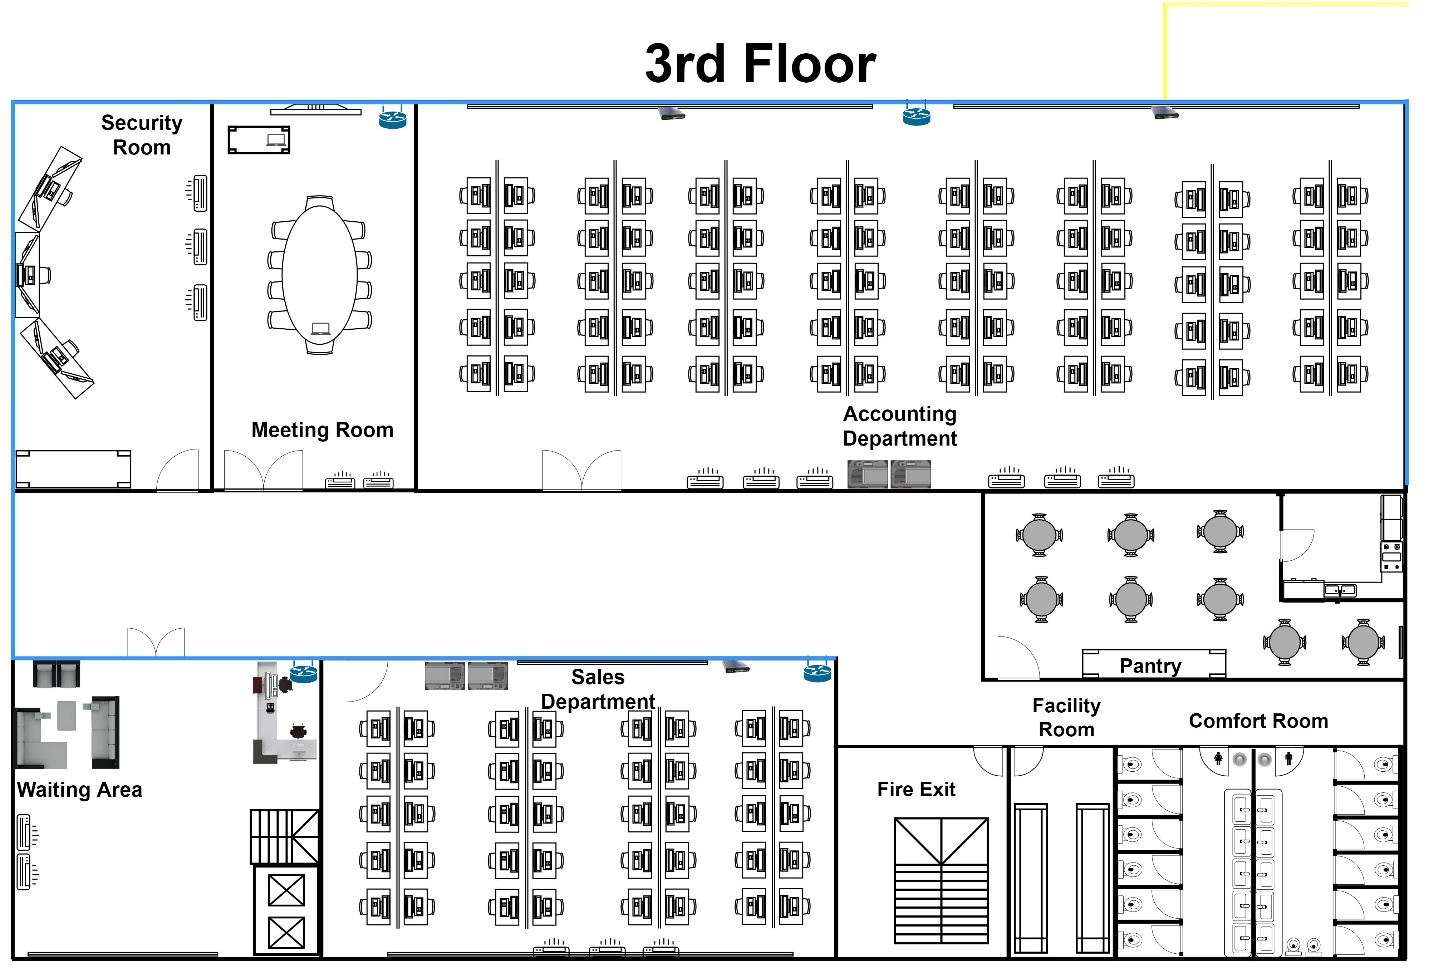 3rd Floor
Security
Room
Meeting Room
Accounting
Department
Pantry
Sales
Department
Facility
Room
Comfort Room
Waiting Area
Fire Exit